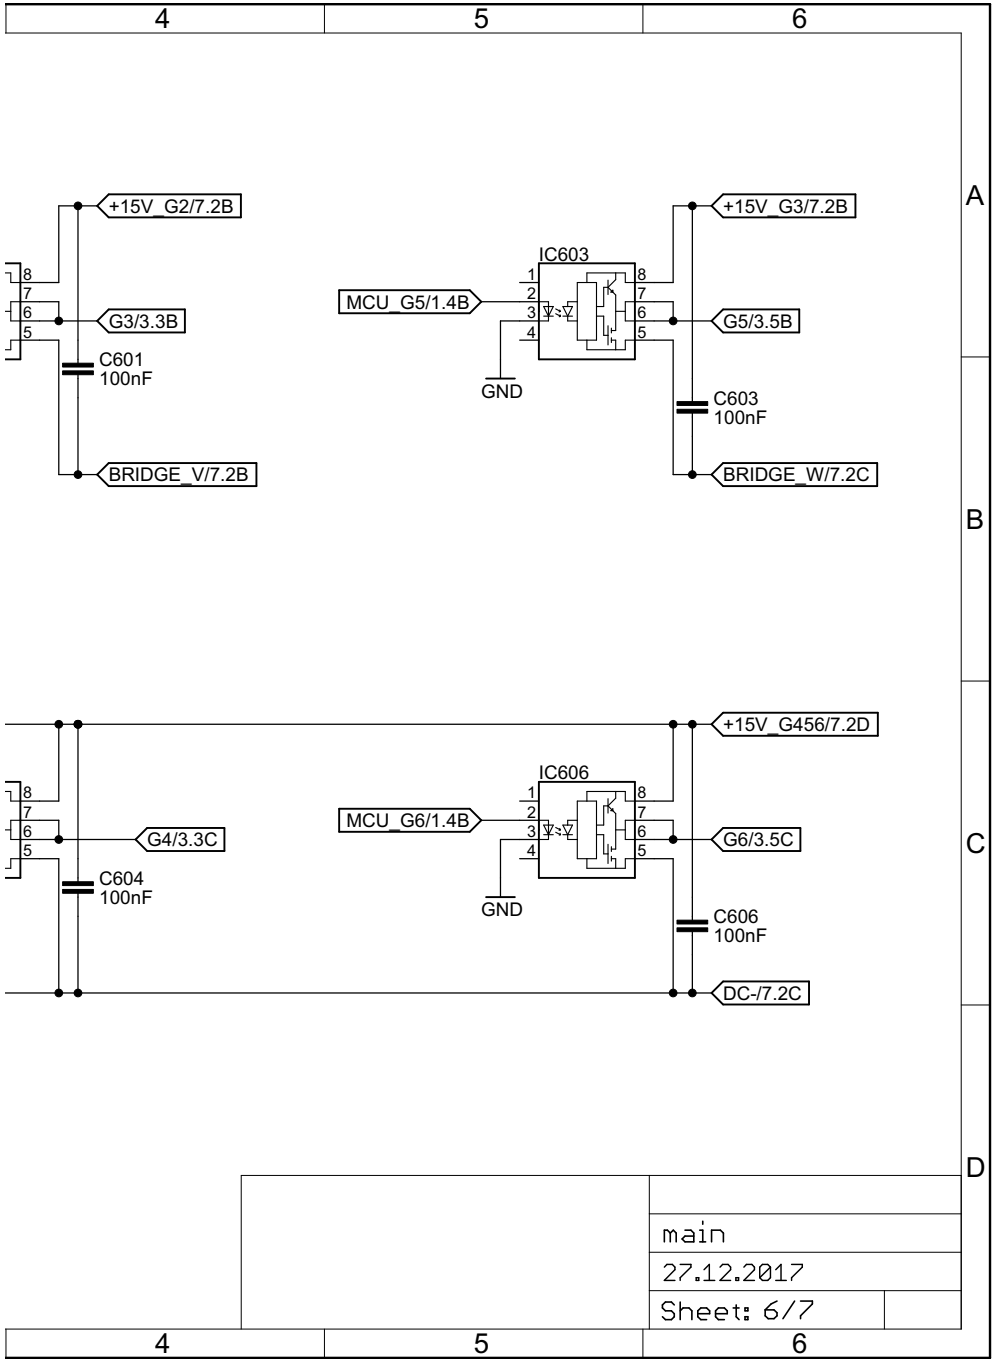 4 5 6
A
+15V_G2/7.2B
+15V_G3/7.2B
IC603
8
7
6
5
1
2
3
4
8
7
6
5
MCU_G5/1.4B
G3/3.3B
G5/3.5B
C601
100nF
GND
C603
100nF
BRIDGE_V/7.2B
BRIDGE_W/7.2C
B
+15V_G456/7.2D
IC606
8
7
6
5
1
2
3
4
8
7
6
5
MCU_G6/1.4B
G4/3.3C
G6/3.5C
C
C604
100nF
GND
C606
100nF
DC-/7.2C
D
main
27.12.2017
Sheet: 6/7
4 5 6